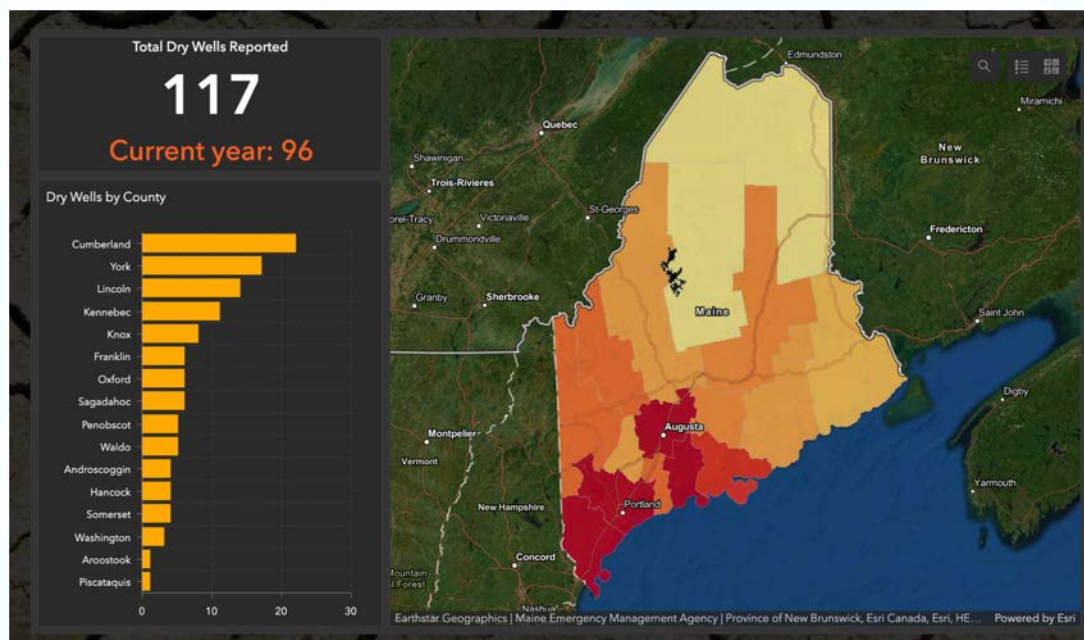 Total Dry Wells Reported
117
Current year: 96
Dry Wells by County
Cumberland
York
Lincoln
Kennebec
Knox
Franklin
Oxford
Sagadahoc
Penobscot
Waldo
Androscoggin
Hancock
Somerset
Washington
Aroostook
Piscataquis
0 10 20 30
Edmundston
Miramichi
Quebec
New
Brunswick
Shawinigan
Trois-Rivieres
St-Georges
orel-Tracy
Victoriaville
Drummondville
Fredericton
Granby
Sherbrooke
Maine
Saint John
Digby
Augusta
Montpelier
Vermont
Yarmouth
New Hampshire
Portland
Concord
Mountain
l Forest
Nashua
Earthstar Geographics | Maine Emergency Management Agency | Province of New Brunswick, Esri Canada, Esri, HE... Powered by Esri